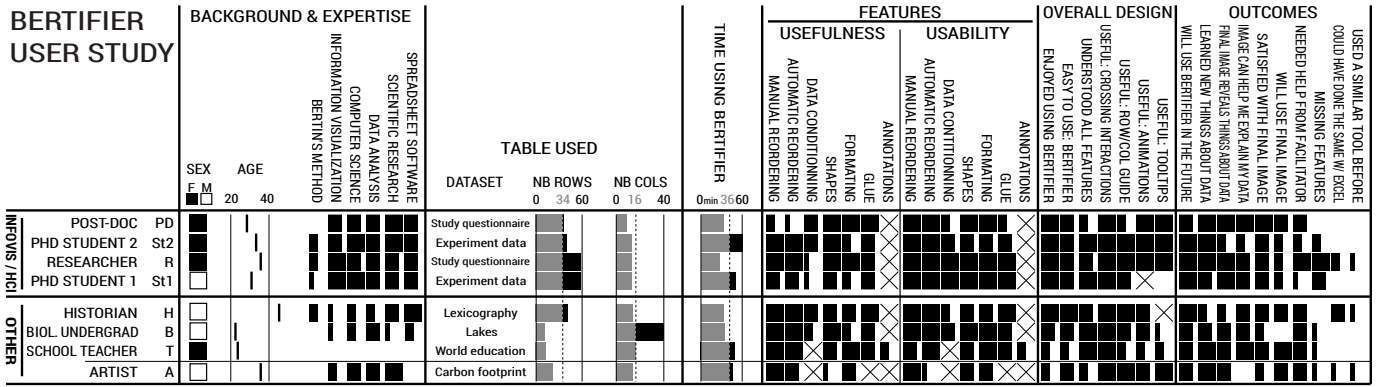 BERTIFIER
USER STUDY
BACKGROUND & EXPERTISE
SEX
F M
AGE
20 40
BERTIN'S METHOD
INFORMATION VISUALIZATION
COMPUTER SCIENCE
DATA ANALYSIS
SCIENTIFIC RESEARCH
SPREADSHEET SOFTWARE
TABLE USED
DATASET
NB ROWS
0 34 60
NB COLS
0 16 40
TIME USING BERTIFIER
0min 36 60
FEATURES
USEFULNESS
MANUAL REORDERING
AUTOMATIC REORDERING
DATA CONDITIONNING
SHAPES
FORMATING
GLUE
ANNOTATIONS
USABILITY
MANUAL REORDERING
AUTOMATIC REORDERING
DATA CONTITIONNING
SHAPES
FORMATING
GLUE
ANNOTATIONS
OVERALL DESIGN
ENJOYED USING BERTIFIER
EASY TO USE: BERTIFIER
UNDERSTOOD ALL FEATURES
USEFUL: CROSSING INTERACTIONS
USEFUL: ROW/COL GUIDE
USEFUL: ANIMATIONS
USEFUL: TOOLTIPS
OUTCOMES
WILL USE BERTIFIER IN THE FUTURE
LEARNED NEW THINGS ABOUT DATA
FINAL IMAGE REVEALS THINGS ABOUT DATA
IMAGE CAN HELP ME EXPLAIN MY DATA
SATISFIED WITH FINAL IMAGE
WILL USE FINAL IMAGE
NEEDED HELP FROM FACILITATOR
MISSING FEATURES
COULD HAVE DONE THE SAME W/ EXCEL
USED A SIMILAR TOOL BEFORE
INFOVIS / HCI
POST-DOC PD Study questionnaire
PHD STUDENT 2 St2 Experiment data
RESEARCHER R Study questionnaire
PHD STUDENT 1 St1 Experiment data
OTHER
HISTORIAN H Lexicography
BIOL. UNDERGRAD B Lakes
SCHOOL TEACHER T World education
ARTIST A Carbon footprint